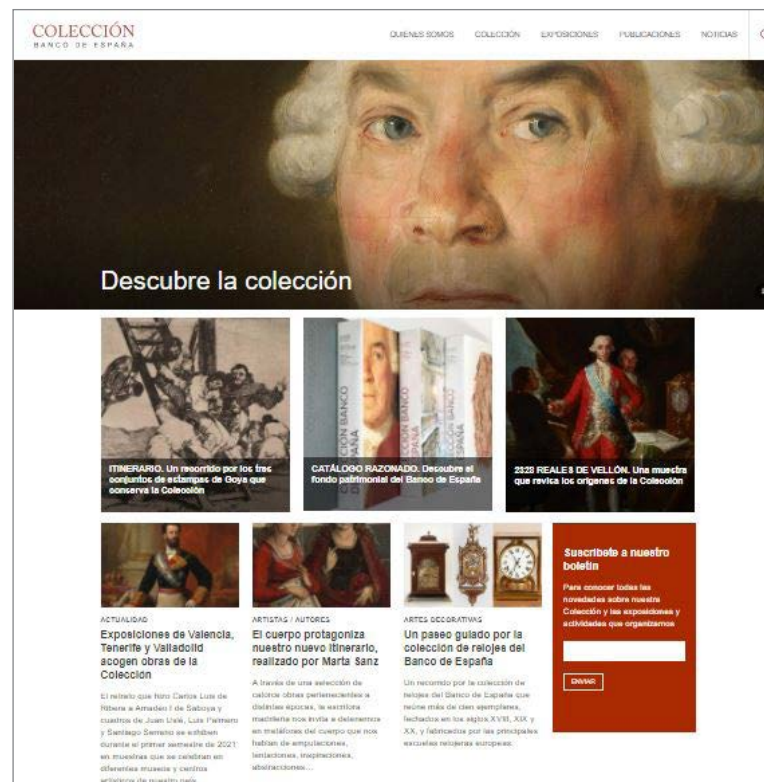 COLECCIÓN
BANCO DE ESPAÑA
QUIENES SOMOS COLECCIÓN EXPOSICIONES PUBLICACIONES NOTICIAS
Descubre la colección
ITINERARIO. Un recorrido por los tres
conjuntos de estampas de Goya que
conserva la Colección
COLECCIÓN BANCO
ESPAÑA
CATÁLOGO RAZONADO. Descubre el
fondo patrimonial del Banco de España
2328 REALES DE VELLÓN. Una muestra
que revisa los orígenes de la Colección
ACTUALIDAD
Exposiciones de Valencia,
Tenerife y Valladolid
acogen obras de la
Colección
El retrato que hizo Carlos Luis de
Ribera a Amadeo I de Saboya y
cuadros de Juan Uslé, Luis Palmero
y Santiago Serrano se exhiben
durante el primer semestre de 2021
en muestras que se celebran en
diferentes museos y centros
artísticos de nuestro país
ARTISTAS / AUTORES
El cuerpo protagoniza
nuestro nuevo itinerario,
realizado por Marta Sanz
A través de una selección de
catorce obras pertenecientes a
distintas épocas, la escritora
madrileña nos invita a detenernos
en metáforas del cuerpo que nos
hablan de amputaciones,
tentaciones, inspiraciones,
abstracciones...
ARTES DECORATIVAS
Un paseo guiado por la
colección de relojes del
Banco de España
Un recorrido por la colección de
relojes del Banco de España que
reúne más de cien ejemplares,
fechados en los siglos XVIII, XIX y
XX, y fabricados por las principales
escuelas relojeras europeas.
Suscríbete a nuestro
boletín
Para conocer todas las
novedades sobre nuestra
Colección y las exposiciones y
actividades que organizamos
ENVIAR